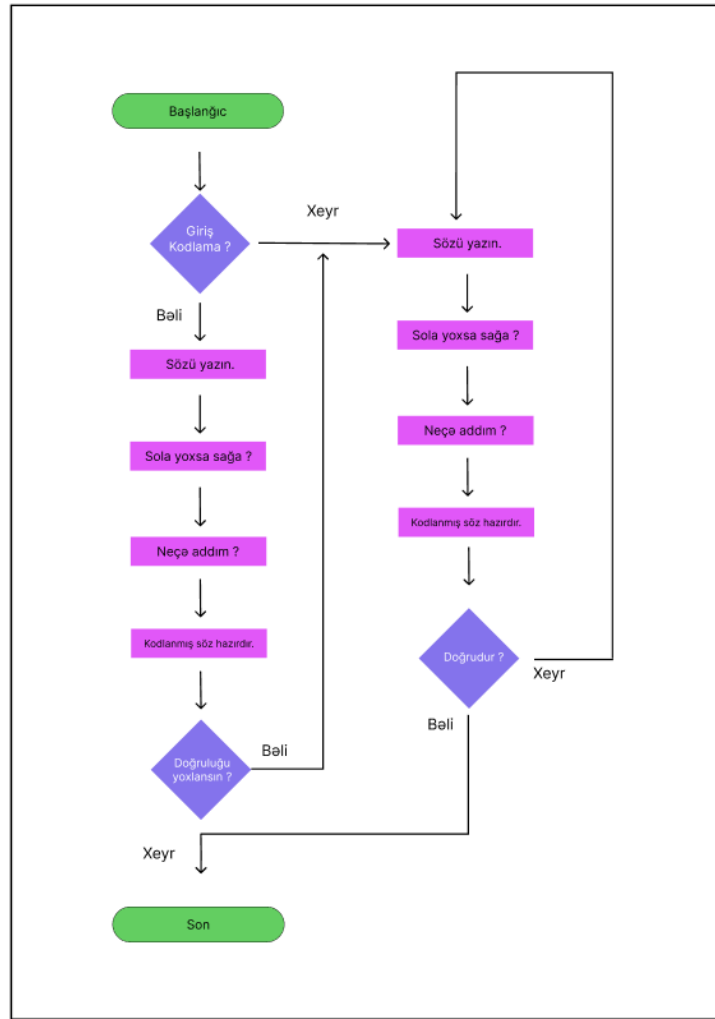 Başlanğıc
Giriş
Kodlama ?
Xeyr
Bəli
Sözü yazın.
Sola yoxsa sağa ?
Neçə addım ?
Kodlanmış söz hazırdır.
Doğruluğu
yoxlansın ?
Bəli
Xeyr
Son
Sözü yazın.
Sola yoxsa sağa ?
Neçə addım ?
Kodlanmış söz hazırdır.
Doğrudur ?
Xeyr
Bəli